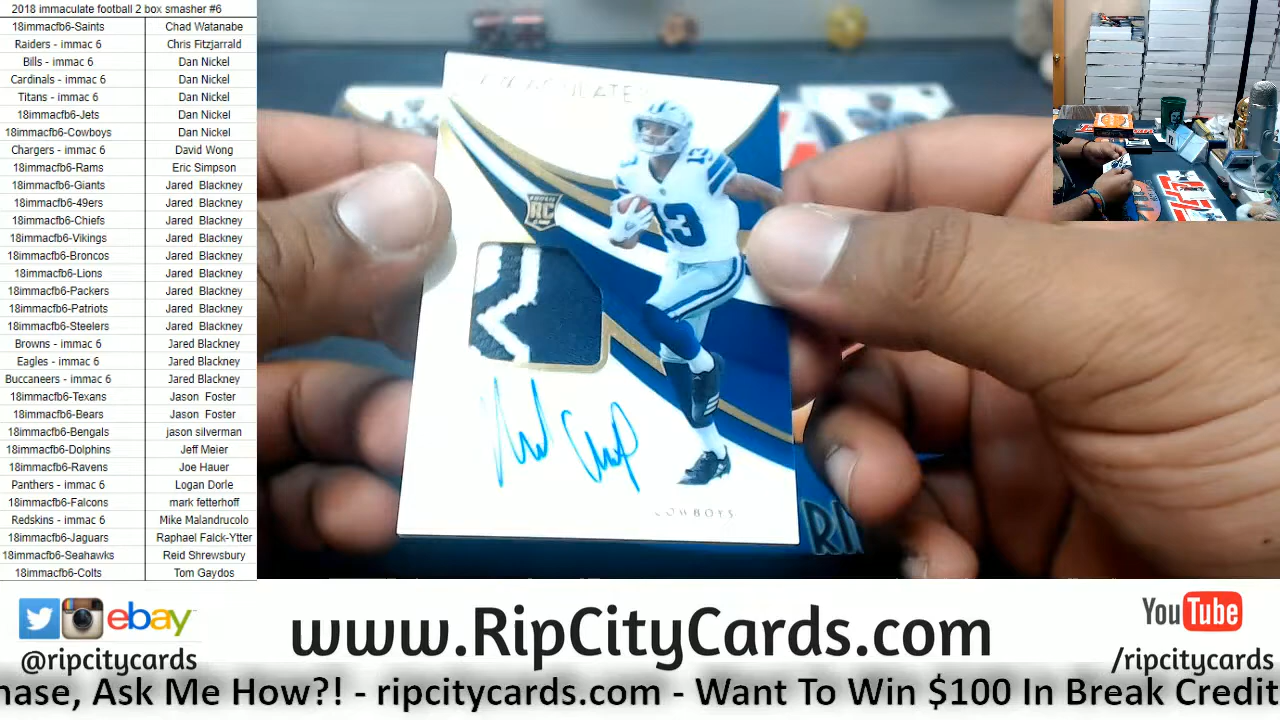 2018 immaculate football 2 box smasher #6
18immacfb6-Saints Chad Watanabe
Raiders - immac 6 Chris Fitzjarrald
Bills - immac 6 Dan Nickel
Cardinals - immac 6 Dan Nickel
Titans - immac 6 Dan Nickel
18immacfb6-Jets Dan Nickel
18immacfb6-Cowboys Dan Nickel
Chargers - immac 6 David Wong
18immacfb6-Rams Eric Simpson
18immacfb6-Giants Jared Blackney
18immacfb6-49ers Jared Blackney
18immacfb6-Chiefs Jared Blackney
18immacfb6-Vikings Jared Blackney
18immacfb6-Broncos Jared Blackney
18immacfb6-Lions Jared Blackney
18immacfb6-Packers Jared Blackney
18immacfb6-Patriots Jared Blackney
18immacfb6-Steelers Jared Blackney
Browns - immac 6 Jared Blackney
Eagles - immac 6 Jared Blackney
Buccaneers - immac 6 Jared Blackney
18immacfb6-Texans Jason Foster
18immacfb6-Bears Jason Foster
18immacfb6-Bengals jason silverman
18immacfb6-Dolphins Jeff Meier
18immacfb6-Ravens Joe Hauer
Panthers - immac 6 Logan Dorle
18immacfb6-Falcons mark fetterhoff
Redskins - immac 6 Mike Malandrucolo
18immacfb6-Jaguars Raphael Falck-Ytter
18immacfb6-Seahawks Reid Shrewsbury
18immacfb6-Colts Tom Gaydos
IMMACULATE
13
RC
13
COWBOYS
RI
ebay
@ripcitycards
www.RipCityCards.com
YouTube
/ripcitycards
hase, Ask Me How?! - ripcitycards.com - Want To Win $100 In Break Credit